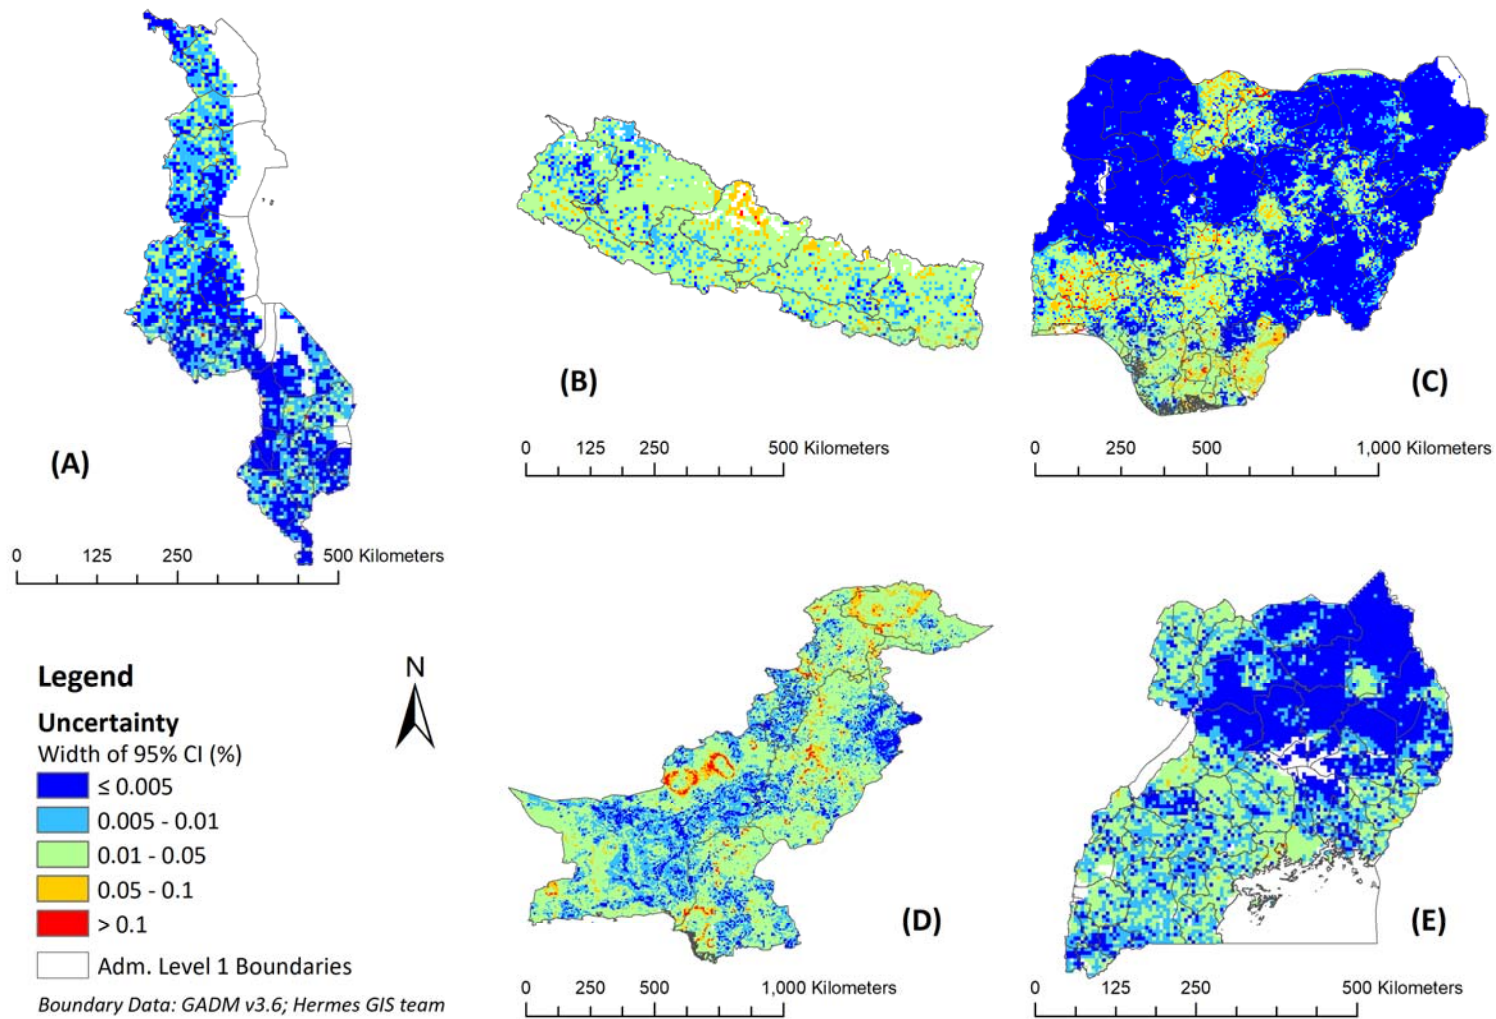 (A)
0 125 250 500 Kilometers
(B)
0 125 250 500 Kilometers
(C)
0 250 500 1,000 Kilometers
N
Legend
Uncertainty
Width of 95% CI (%)
≤ 0.005
0.005 - 0.01
0.01 - 0.05
0.05 - 0.1
> 0.1
Adm. Level 1 Boundaries
Boundary Data: GADM v3.6; Hermes GIS team
(D)
0 250 500 1,000 Kilometers
(E)
0 125 250 500 Kilometers